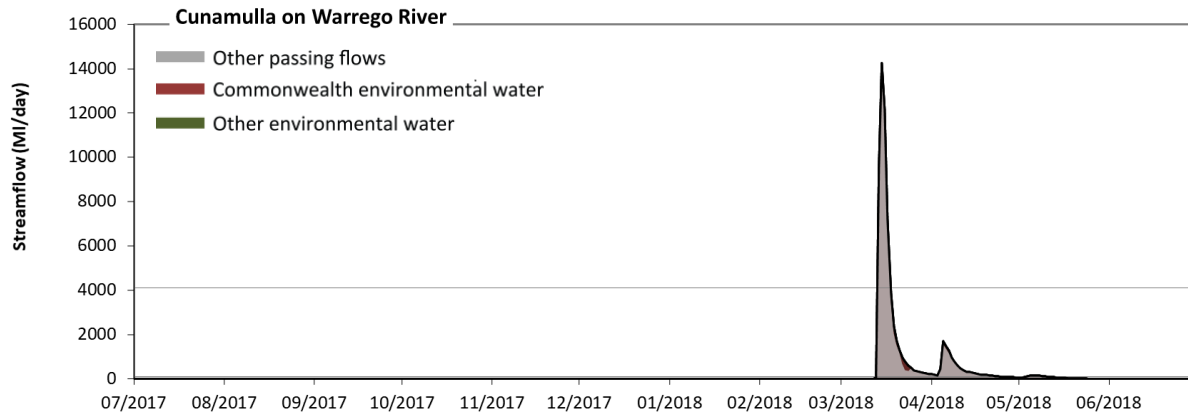 Cunamulla on Warrego River
Streamflow (Ml/day)
16000
14000
12000
10000
8000
6000
4000
2000
0
Other passing flows
Commonwealth environmental water
Other environmental water
07/2017 08/2017 09/2017 10/2017 11/2017 12/2017 01/2018 02/2018 03/2018 04/2018 05/2018 06/2018